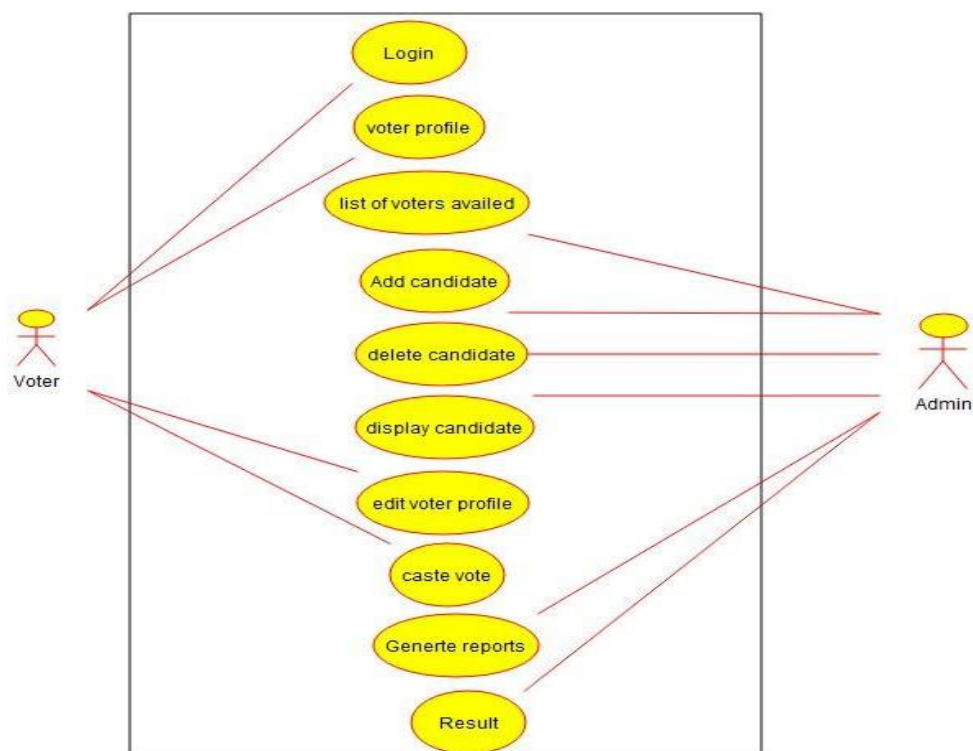 Login
voter profile
list of voters availed
Add candidate
delete candidate
Voter
Admin
display candidate
edit voter profile
caste vote
Generte reports
Result